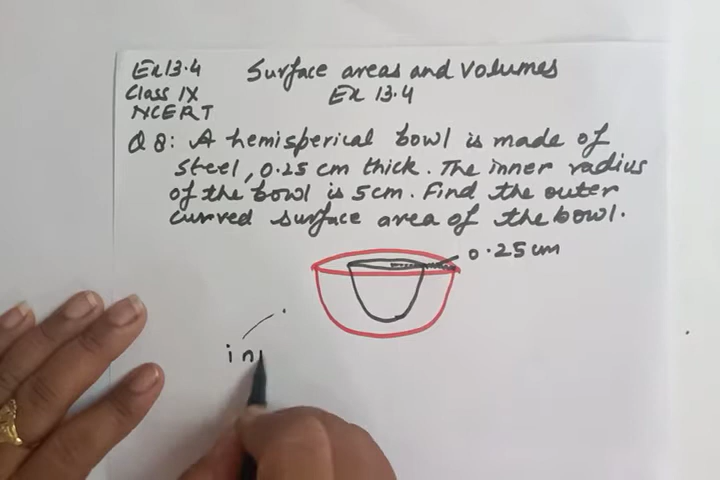 Ex 13.4 Surface areas and Volumes
Class IX Ex 13.4
NCERT
Q 8: A hemisperical bowl is made of
steel, 0.25 cm thick. The inner radius
of the bowl is 5cm. Find the outer
curved surface area of the bowl.
0.25 cm
in